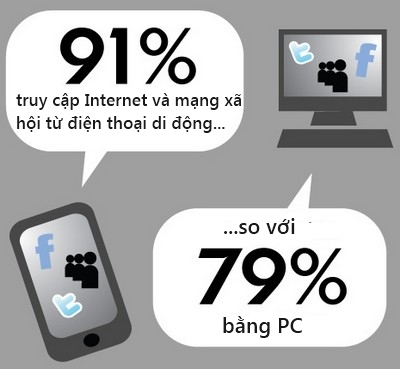 91%
truy cập Internet và mạng xã
hội từ điện thoại di động...
...so với
79%
bằng PC